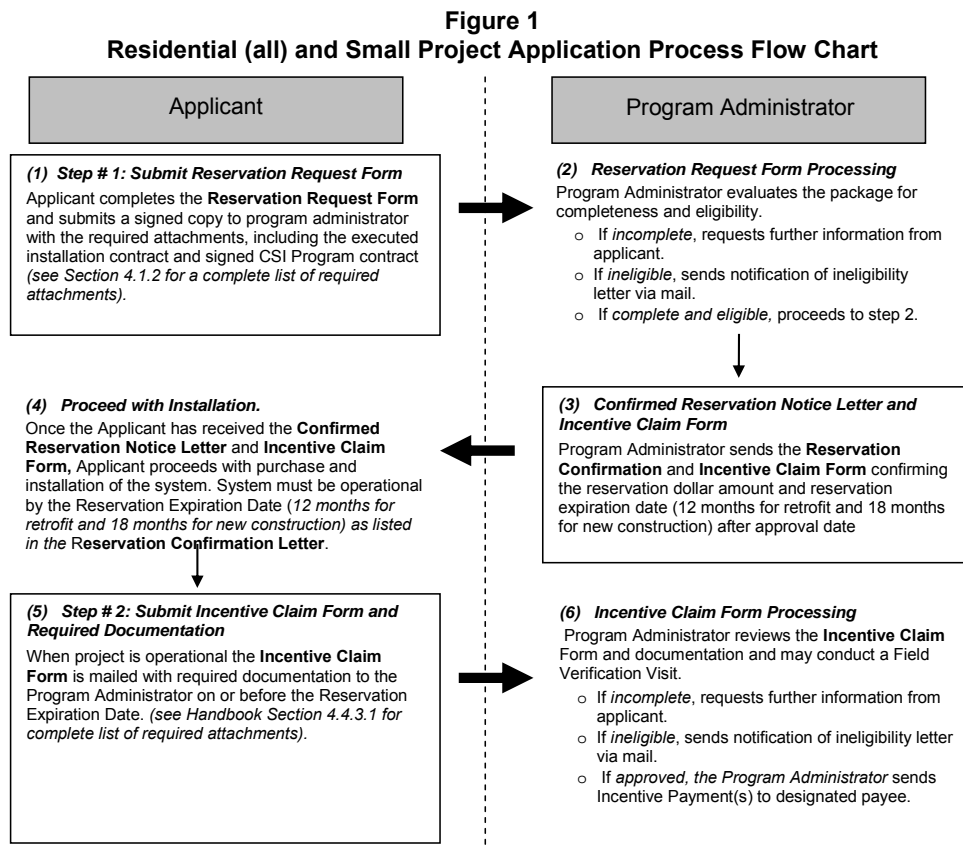 Figure 1
Residential (all) and Small Project Application Process Flow Chart
Applicant
Program Administrator
(1) Step # 1: Submit Reservation Request Form
Applicant completes the Reservation Request Form
and submits a signed copy to program administrator
with the required attachments, including the executed
installation contract and signed CSI Program contract
(see Section 4.1.2 for a complete list of required
attachments).
(2) Reservation Request Form Processing
Program Administrator evaluates the package for
completeness and eligibility.
o If incomplete, requests further information from
applicant.
o If ineligible, sends notification of ineligibility
letter via mail.
o If complete and eligible, proceeds to step 2.
(3) Confirmed Reservation Notice Letter and
Incentive Claim Form
Program Administrator sends the Reservation
Confirmation and Incentive Claim Form confirming
the reservation dollar amount and reservation
expiration date (12 months for retrofit and 18 months
for new construction) after approval date
(4) Proceed with Installation.
Once the Applicant has received the Confirmed
Reservation Notice Letter and Incentive Claim
Form, Applicant proceeds with purchase and
installation of the system. System must be operational
by the Reservation Expiration Date (12 months for
retrofit and 18 months for new construction) as listed
in the Reservation Confirmation Letter.
(5) Step # 2: Submit Incentive Claim Form and
Required Documentation
When project is operational the Incentive Claim
Form is mailed with required documentation to the
Program Administrator on or before the Reservation
Expiration Date. (see Handbook Section 4.4.3.1 for
complete list of required attachments).
(6) Incentive Claim Form Processing
Program Administrator reviews the Incentive Claim
Form and documentation and may conduct a Field
Verification Visit.
o If incomplete, requests further information from
applicant.
o If ineligible, sends notification of ineligibility letter
via mail.
o If approved, the Program Administrator sends
Incentive Payment(s) to designated payee.